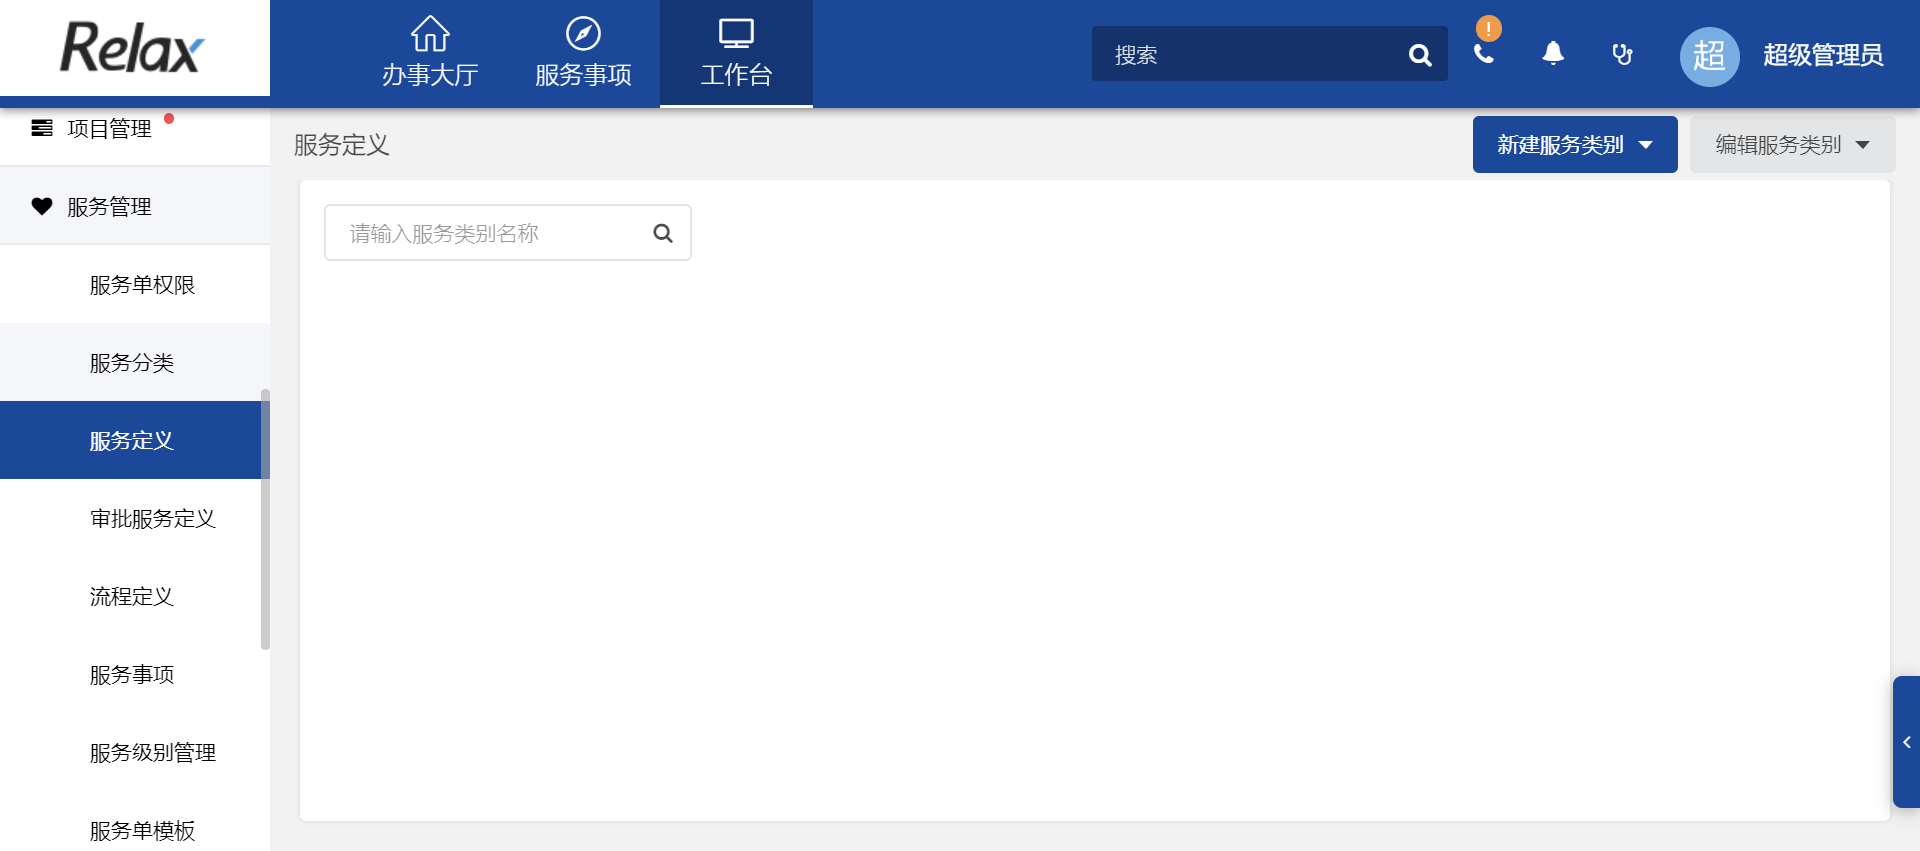 Relax
办事大厅
服务事项
工作台
搜索
!
超
超级管理员
项目管理
服务管理
服务单权限
服务分类
服务定义
审批服务定义
流程定义
服务事项
服务级别管理
服务单模板
服务定义
新建服务类别
编辑服务类别
请输入服务类别名称